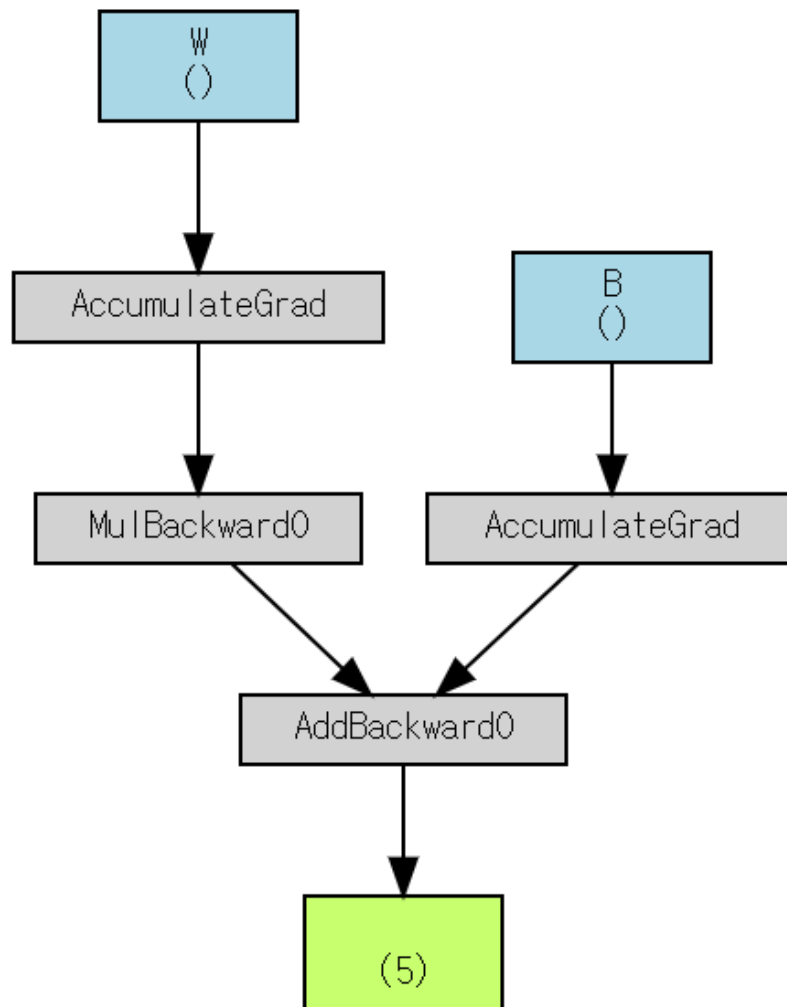 W
()
AccumulateGrad
B
()
MulBackward0
AccumulateGrad
AddBackward0
(5)